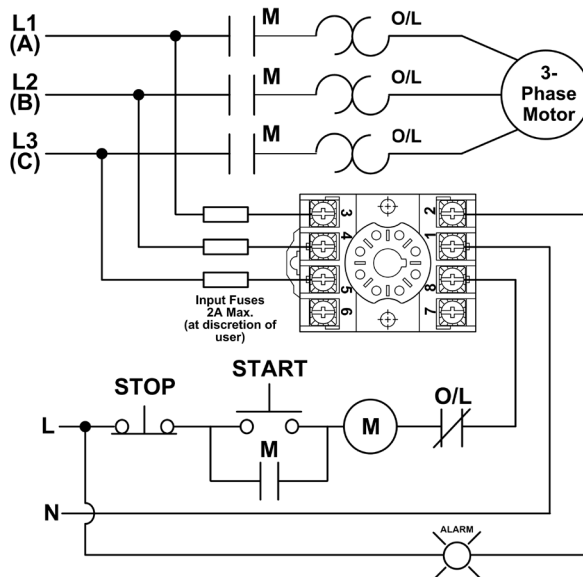 L1
(A)
M
O/L
L2
(B)
M
O/L
L3
(C)
M
O/L
3-
Phase
Motor
3
4
5
6
2
1
8
7
Input Fuses
2A Max.
(at discretion of
user)
STOP
START
O/L
L
M
M
N
ALARM